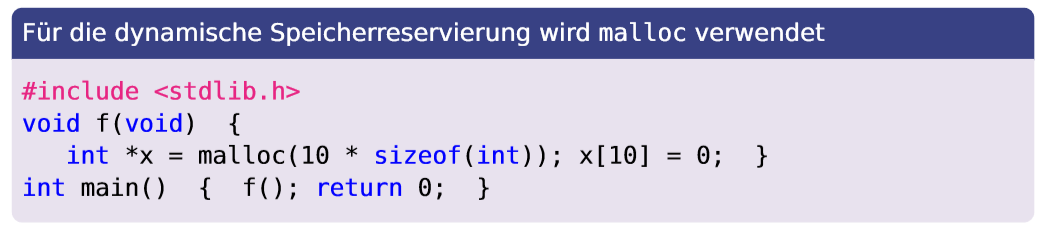 Für die dynamische Speicherreservierung wird malloc verwendet
#include <stdlib.h>
void f(void)  {
   int *x = malloc(10 * sizeof(int)); x[10] = 0;  }
int main()  {  f(); return 0;  }